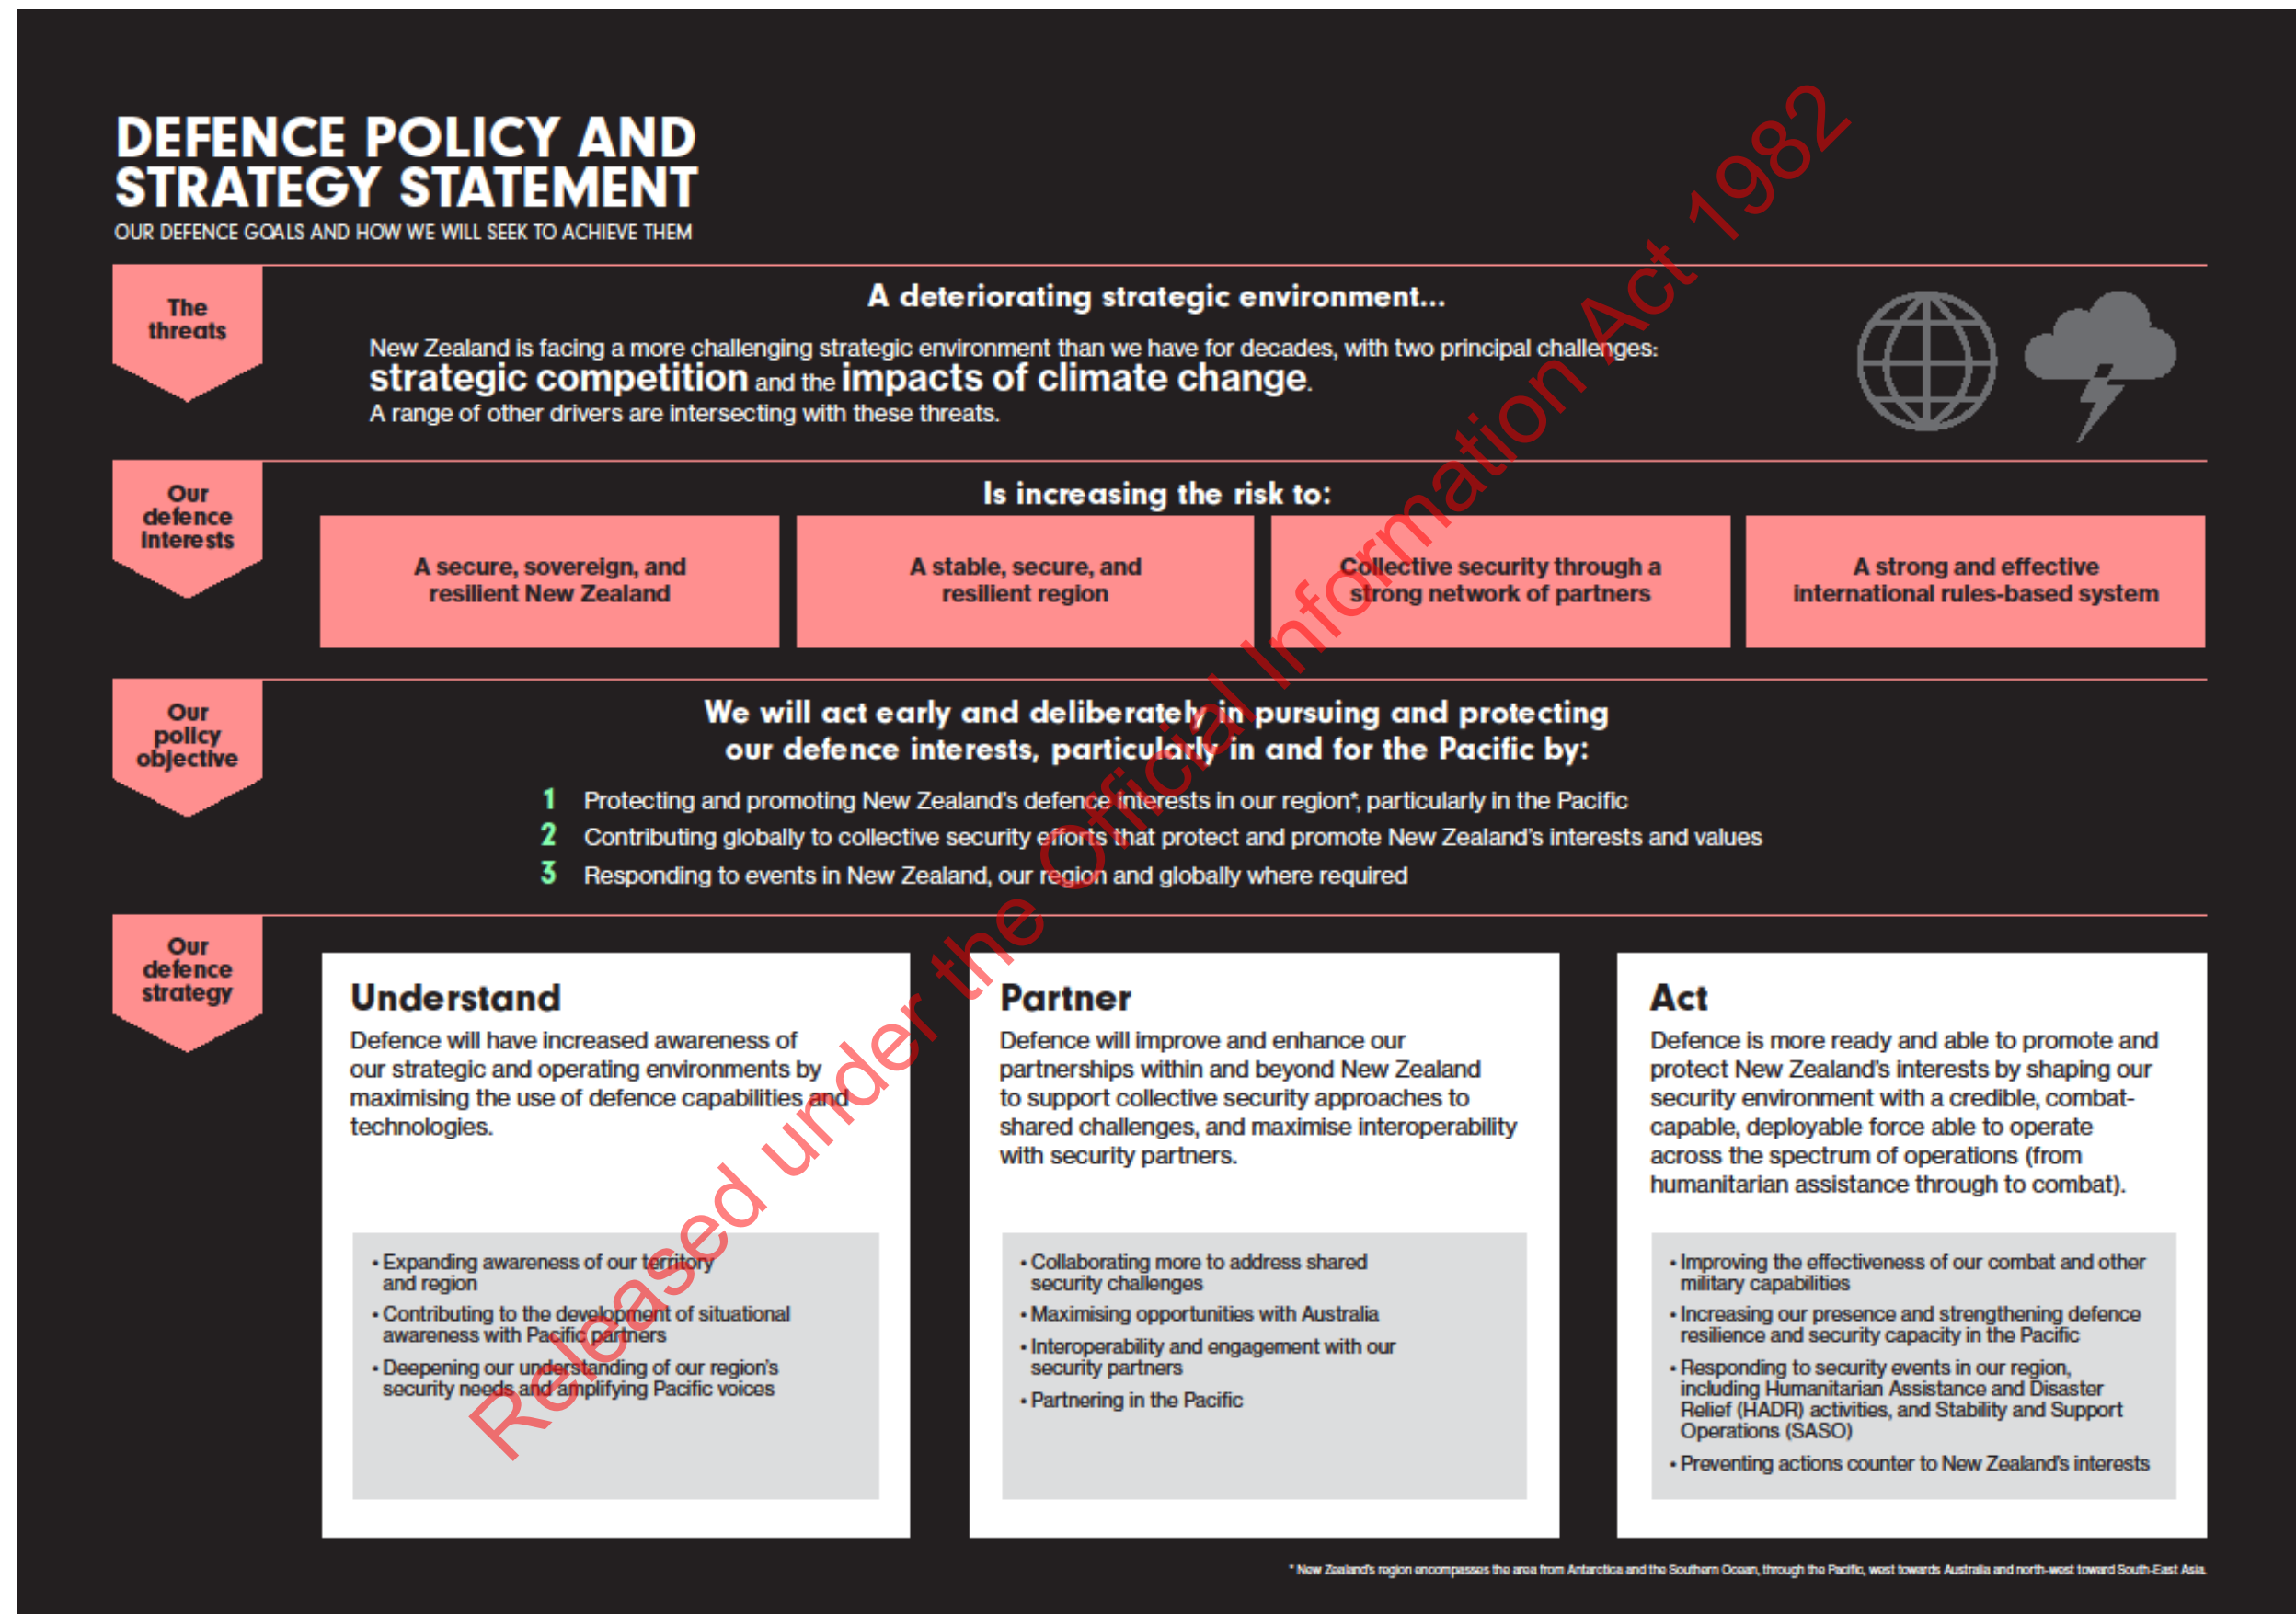 DEFENCE POLICY AND
STRATEGY STATEMENT
OUR DEFENCE GOALS AND HOW WE WILL SEEK TO ACHIEVE THEM
The
threats
A deteriorating strategic environment...
New Zealand is facing a more challenging strategic environment than we have for decades, with two principal challenges:
strategic competition and the impacts of climate change.
A range of other drivers are intersecting with these threats.
Our
defence
interests
Is increasing the risk to:
A secure, sovereign, and
resilient New Zealand
A stable, secure, and
resilient region
Collective security through a
strong network of partners
A strong and effective
international rules-based system
Our
policy
objective
We will act early and deliberately in pursuing and protecting
our defence interests, particularly in and for the Pacific by:
1 Protecting and promoting New Zealand's defence interests in our region*, particularly in the Pacific
2 Contributing globally to collective security efforts that protect and promote New Zealand's interests and values
3 Responding to events in New Zealand, our region and globally where required
Our
defence
strategy
Understand
Defence will have increased awareness of
our strategic and operating environments by
maximising the use of defence capabilities and
technologies.
• Expanding awareness of our territory
and region
• Contributing to the development of situational
awareness with Pacific partners
• Deepening our understanding of our region's
security needs and amplifying Pacific voices
Partner
Defence will improve and enhance our
partnerships within and beyond New Zealand
to support collective security approaches to
shared challenges, and maximise interoperability
with security partners.
• Collaborating more to address shared
security challenges
• Maximising opportunities with Australia
• Interoperability and engagement with our
security partners
• Partnering in the Pacific
Act
Defence is more ready and able to promote and
protect New Zealand's interests by shaping our
security environment with a credible, combat-
capable, deployable force able to operate
across the spectrum of operations (from
humanitarian assistance through to combat).
• Improving the effectiveness of our combat and other
military capabilities
• Increasing our presence and strengthening defence
resilience and security capacity in the Pacific
• Responding to security events in our region,
including Humanitarian Assistance and Disaster
Relief (HADR) activities, and Stability and Support
Operations (SASO)
• Preventing actions counter to New Zealand's interests
* New Zealand's region encompasses the area from Antarctica and the Southern Ocean, through the Pacific, west towards Australia and north-west toward South-East Asia.
Released under the Official Information Act 1982